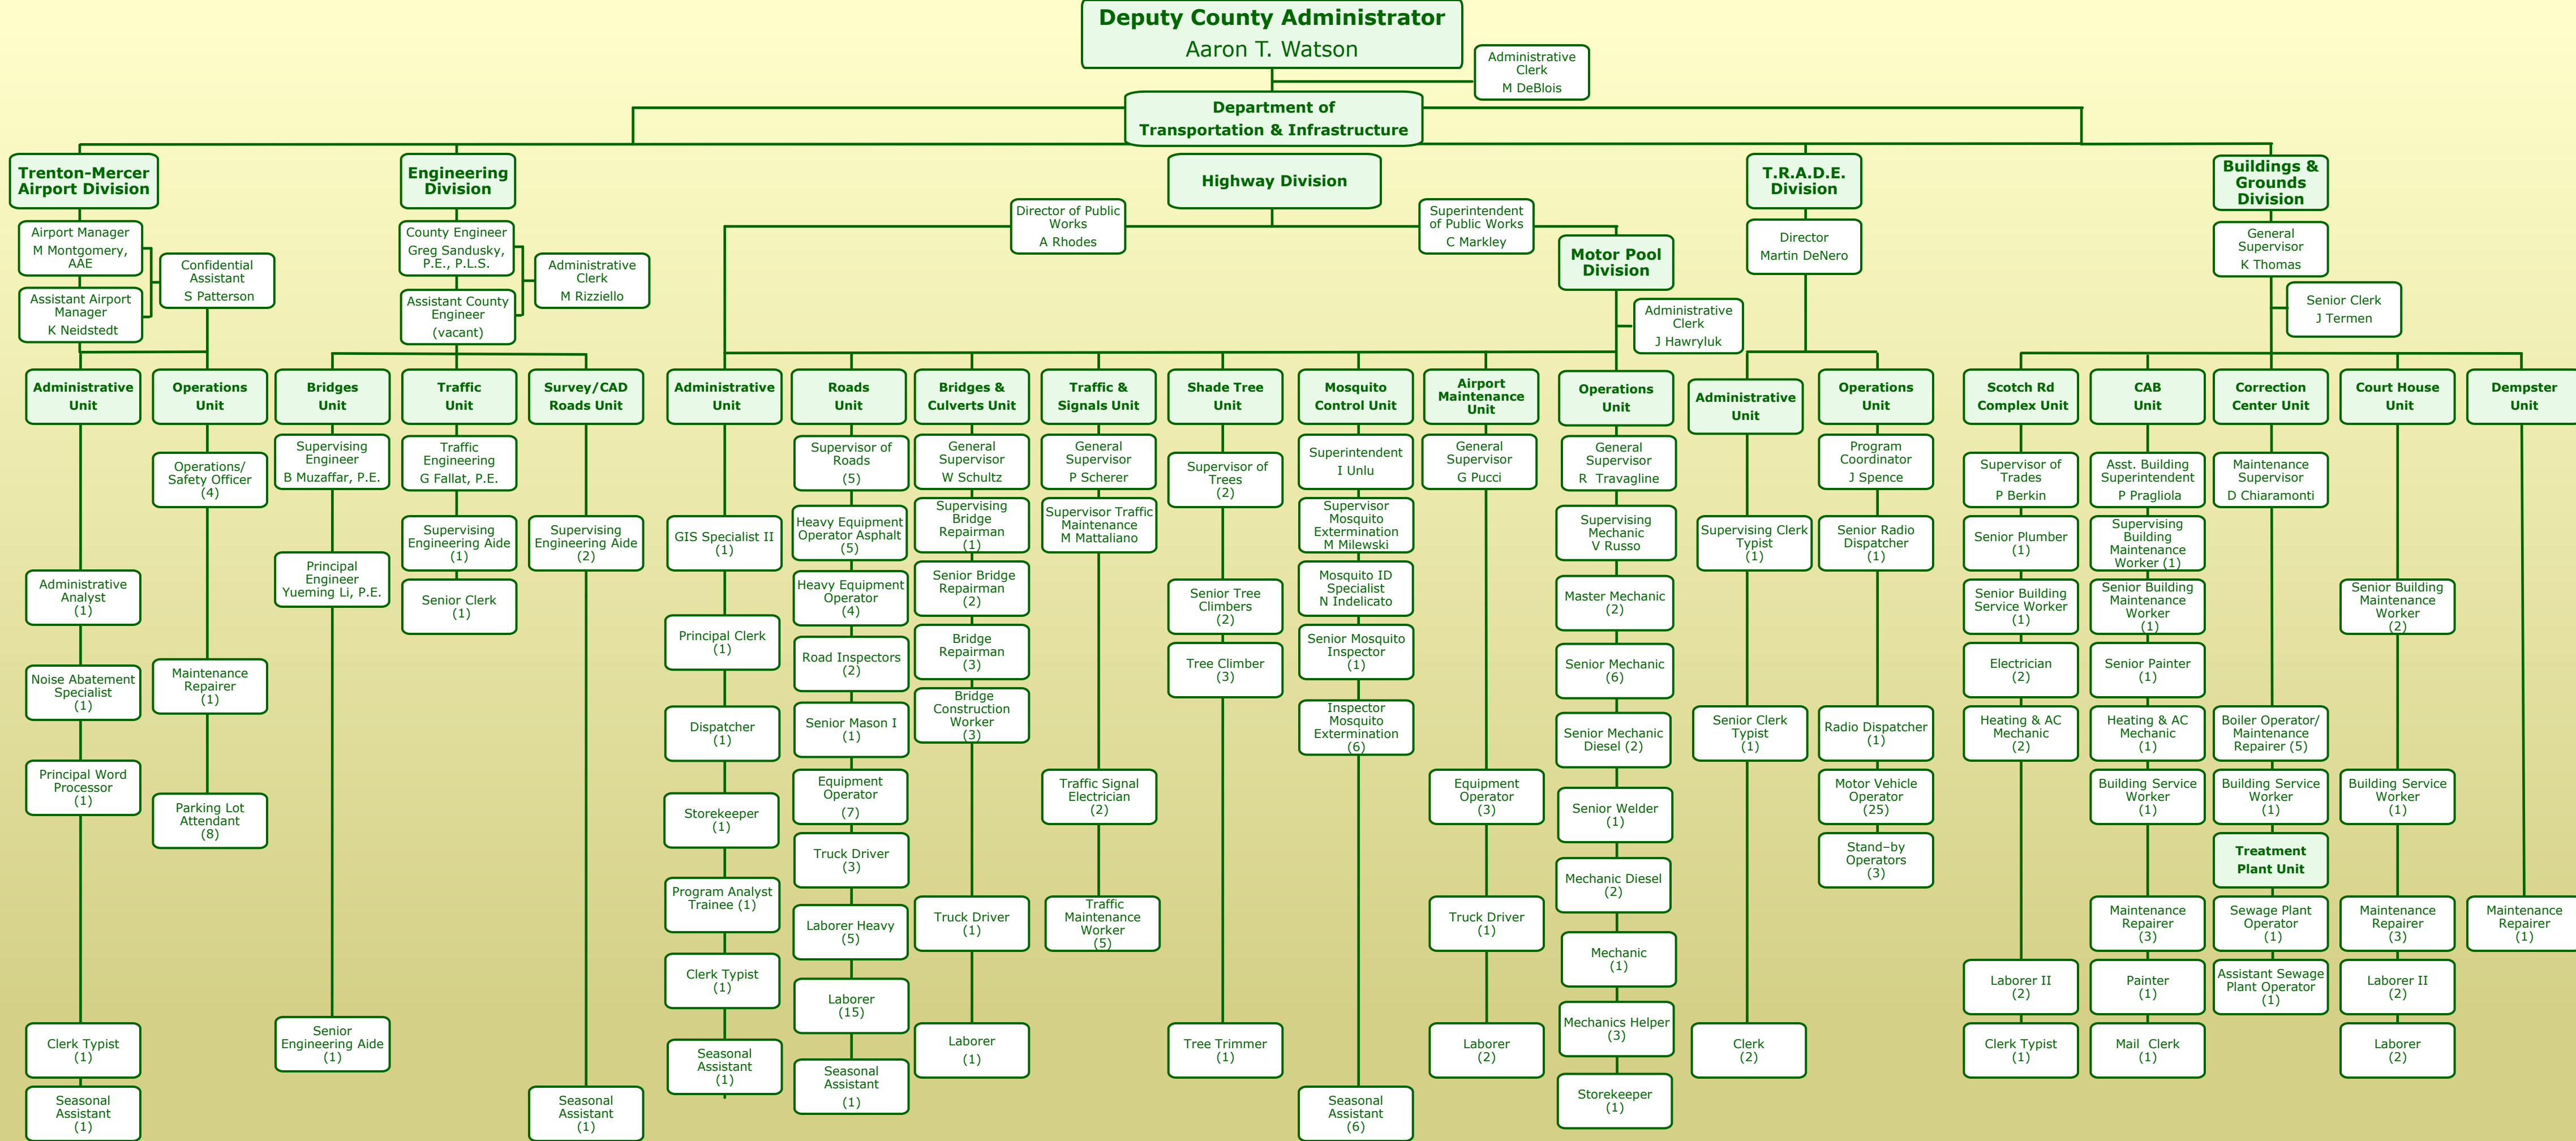 Deputy County Administrator
Aaron T. Watson
Administrative
Clerk
M DeBlois
Department of
Transportation & Infrastructure
Trenton-Mercer
Airport Division
Airport Manager
M Montgomery,
AAE
Assistant Airport
Manager
K Neidstedt
Confidential
Assistant
S Patterson
Administrative
Unit
Administrative
Analyst
(1)
Noise Abatement
Specialist
(1)
Principal Word
Processor
(1)
Clerk Typist
(1)
Seasonal
Assistant
(1)
Operations
Unit
Operations/
Safety Officer
(4)
Maintenance
Repairer
(1)
Parking Lot
Attendant
(8)
Engineering
Division
County Engineer
Greg Sandusky,
P.E., P.L.S.
Assistant County
Engineer
(vacant)
Administrative
Clerk
M Rizziello
Bridges
Unit
Supervising
Engineer
B Muzaffar, P.E.
Principal
Engineer
Yueming Li, P.E.
Senior
Engineering Aide
(1)
Traffic
Unit
Traffic
Engineering
G Fallat, P.E.
Supervising
Engineering Aide
(1)
Senior Clerk
(1)
Survey/CAD
Roads Unit
Supervising
Engineering Aide
(2)
Seasonal
Assistant
(1)
Highway Division
Director of Public
Works
A Rhodes
Superintendent
of Public Works
C Markley
Administrative
Unit
GIS Specialist II
(1)
Principal Clerk
(1)
Dispatcher
(1)
Storekeeper
(1)
Program Analyst
Trainee (1)
Clerk Typist
(1)
Seasonal
Assistant
(1)
Roads
Unit
Supervisor of
Roads
(5)
Heavy Equipment
Operator Asphalt
(5)
Heavy Equipment
Operator
(4)
Road Inspectors
(2)
Senior Mason I
(1)
Equipment
Operator
(7)
Truck Driver
(3)
Laborer Heavy
(5)
Laborer
(15)
Seasonal
Assistant
(1)
Bridges &
Culverts Unit
General
Supervisor
W Schultz
Supervising
Bridge
Repairman
(1)
Senior Bridge
Repairman
(2)
Bridge
Repairman
(3)
Bridge
Construction
Worker
(3)
Truck Driver
(1)
Laborer
(1)
Traffic &
Signals Unit
General
Supervisor
P Scherer
Supervisor Traffic
Maintenance
M Mattaliano
Traffic Signal
Electrician
(2)
Traffic
Maintenance
Worker
(5)
Shade Tree
Unit
Supervisor of
Trees
(2)
Senior Tree
Climbers
(2)
Tree Climber
(3)
Tree Trimmer
(1)
Mosquito
Control Unit
Superintendent
I Unlu
Supervisor
Mosquito
Extermination
M Milewski
Mosquito ID
Specialist
N Indelicato
Senior Mosquito
Inspector
(1)
Inspector
Mosquito
Extermination
(6)
Seasonal
Assistant
(6)
Airport
Maintenance
Unit
General
Supervisor
G Pucci
Equipment
Operator
(3)
Truck Driver
(1)
Laborer
(2)
Motor Pool
Division
Administrative
Clerk
J Hawryluk
Operations
Unit
General
Supervisor
R Travagline
Supervising
Mechanic
V Russo
Master Mechanic
(2)
Senior Mechanic
(6)
Senior Mechanic
Diesel (2)
Senior Welder
(1)
Mechanic Diesel
(2)
Mechanic
(1)
Mechanics Helper
(3)
Storekeeper
(1)
T.R.A.D.E.
Division
Director
Martin DeNero
Administrative
Unit
Supervising Clerk
Typist
(1)
Senior Clerk
Typist
(1)
Clerk
(2)
Operations
Unit
Program
Coordinator
J Spence
Senior Radio
Dispatcher
(1)
Radio Dispatcher
(1)
Motor Vehicle
Operator
(25)
Stand–by
Operators
(3)
Buildings &
Grounds
Division
General
Supervisor
K Thomas
Senior Clerk
J Termen
Scotch Rd
Complex Unit
Supervisor of
Trades
P Berkin
Senior Plumber
(1)
Senior Building
Service Worker
(1)
Electrician
(2)
Heating & AC
Mechanic
(2)
Laborer II
(2)
Clerk Typist
(1)
CAB
Unit
Asst. Building
Superintendent
P Pragliola
Supervising
Building
Maintenance
Worker (1)
Senior Building
Maintenance
Worker
(1)
Senior Painter
(1)
Heating & AC
Mechanic
(1)
Building Service
Worker
(1)
Maintenance
Repairer
(3)
Painter
(1)
Mail Clerk
(1)
Correction
Center Unit
Maintenance
Supervisor
D Chiaramonti
Boiler Operator/
Maintenance
Repairer (5)
Building Service
Worker
(1)
Treatment
Plant Unit
Sewage Plant
Operator
(1)
Assistant Sewage
Plant Operator
(1)
Court House
Unit
Senior Building
Maintenance
Worker
(2)
Building Service
Worker
(1)
Maintenance
Repairer
(3)
Laborer II
(2)
Laborer
(2)
Dempster
Unit
Maintenance
Repairer
(1)